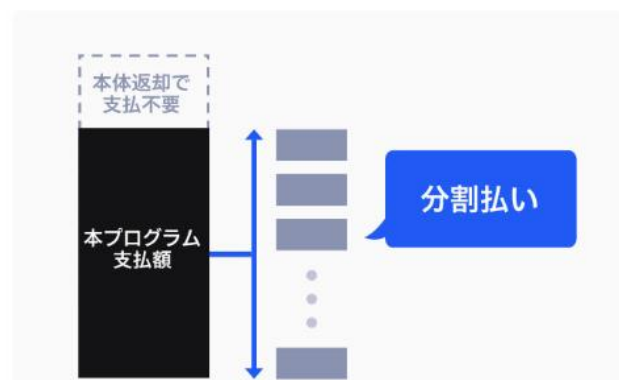 本体返却で
支払不要
本プログラム
支払額
分割払い